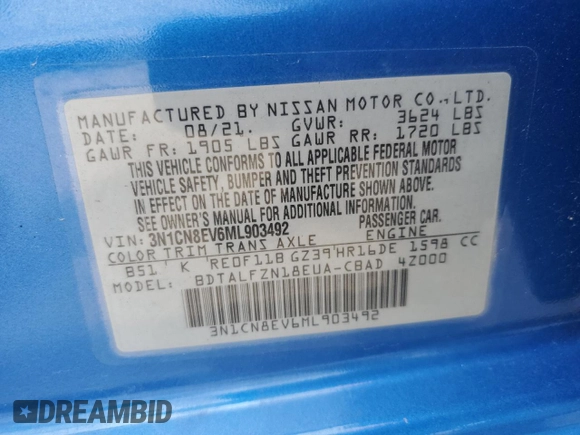 MANUFACTURED BY NISSAN MOTOR CO., LTD.
DATE: 08/21. GVWR: 3624 LBS
GAWR FR: 1905 LBS GAWR RR: 1720 LBS
THIS VEHICLE CONFORMS TO ALL APPLICABLE FEDERAL MOTOR
VEHICLE SAFETY, BUMPER AND THEFT PREVENTION STANDARDS
IN EFFECT ON THE DATE OF MANUFACTURE SHOWN ABOVE.
SEE OWNER'S MANUAL FOR ADDITIONAL INFORMATION.
VIN: 3N1CN8EV6ML903492 PASSENGER CAR.
COLOR TRIM TRANS AXLE ENGINE
B51 K RE0F11B GZ39 HR16DE 1598 CC
MODEL: BDTALFZN18EUA-CBAD 4Z000
3N1CN8EV6ML903492
DREAMBID